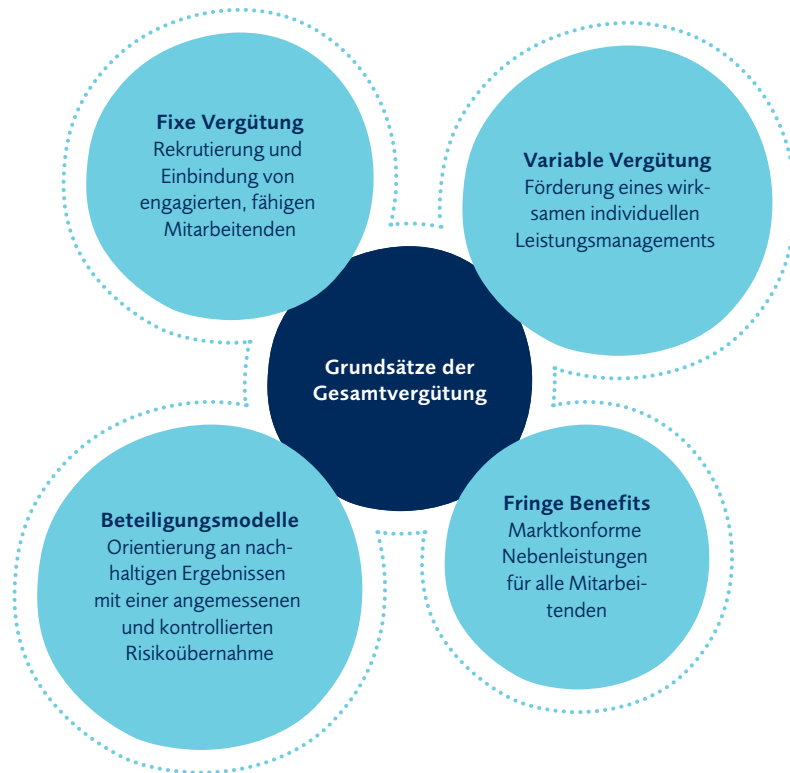 Fixe Vergütung
Rekrutierung und
Einbindung von
engagierten, fähigen
Mitarbeitenden
Variable Vergütung
Förderung eines wirk-
samen individuellen
Leistungsmanagements
Grundsätze der
Gesamtvergütung
Beteiligungsmodelle
Orientierung an nach-
haltigen Ergebnissen
mit einer angemessenen
und kontrollierten
Risikoübernahme
Fringe Benefits
Marktkonforme
Nebenleistungen
für alle Mitarbei-
tenden